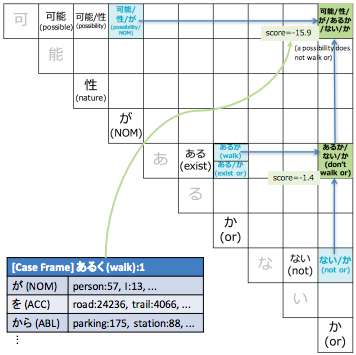 可
可能
(possible)
可能/性
(possibility)
可能/
性/が
(possibility/
NOM)
可能/性/
が/あるか/
ない/か
score=-15.9
(a possibility does
not walk or)
能
性
(nature)
が
(NOM)
あ
ある
(exist)
あるか
(walk)
ある/か
(exist or)
あるか/
ない/か
(don't
walk or)
る
score=-1.4
か
(or)
な
ない
(not)
ない/か
(not or)
い
か
(or)
[Case Frame] あるく(walk):1
が (NOM) person:57, I:13, ...
を (ACC) road:24236, trail:4066, ...
から (ABL) parking:175, station:88, ...
⋮